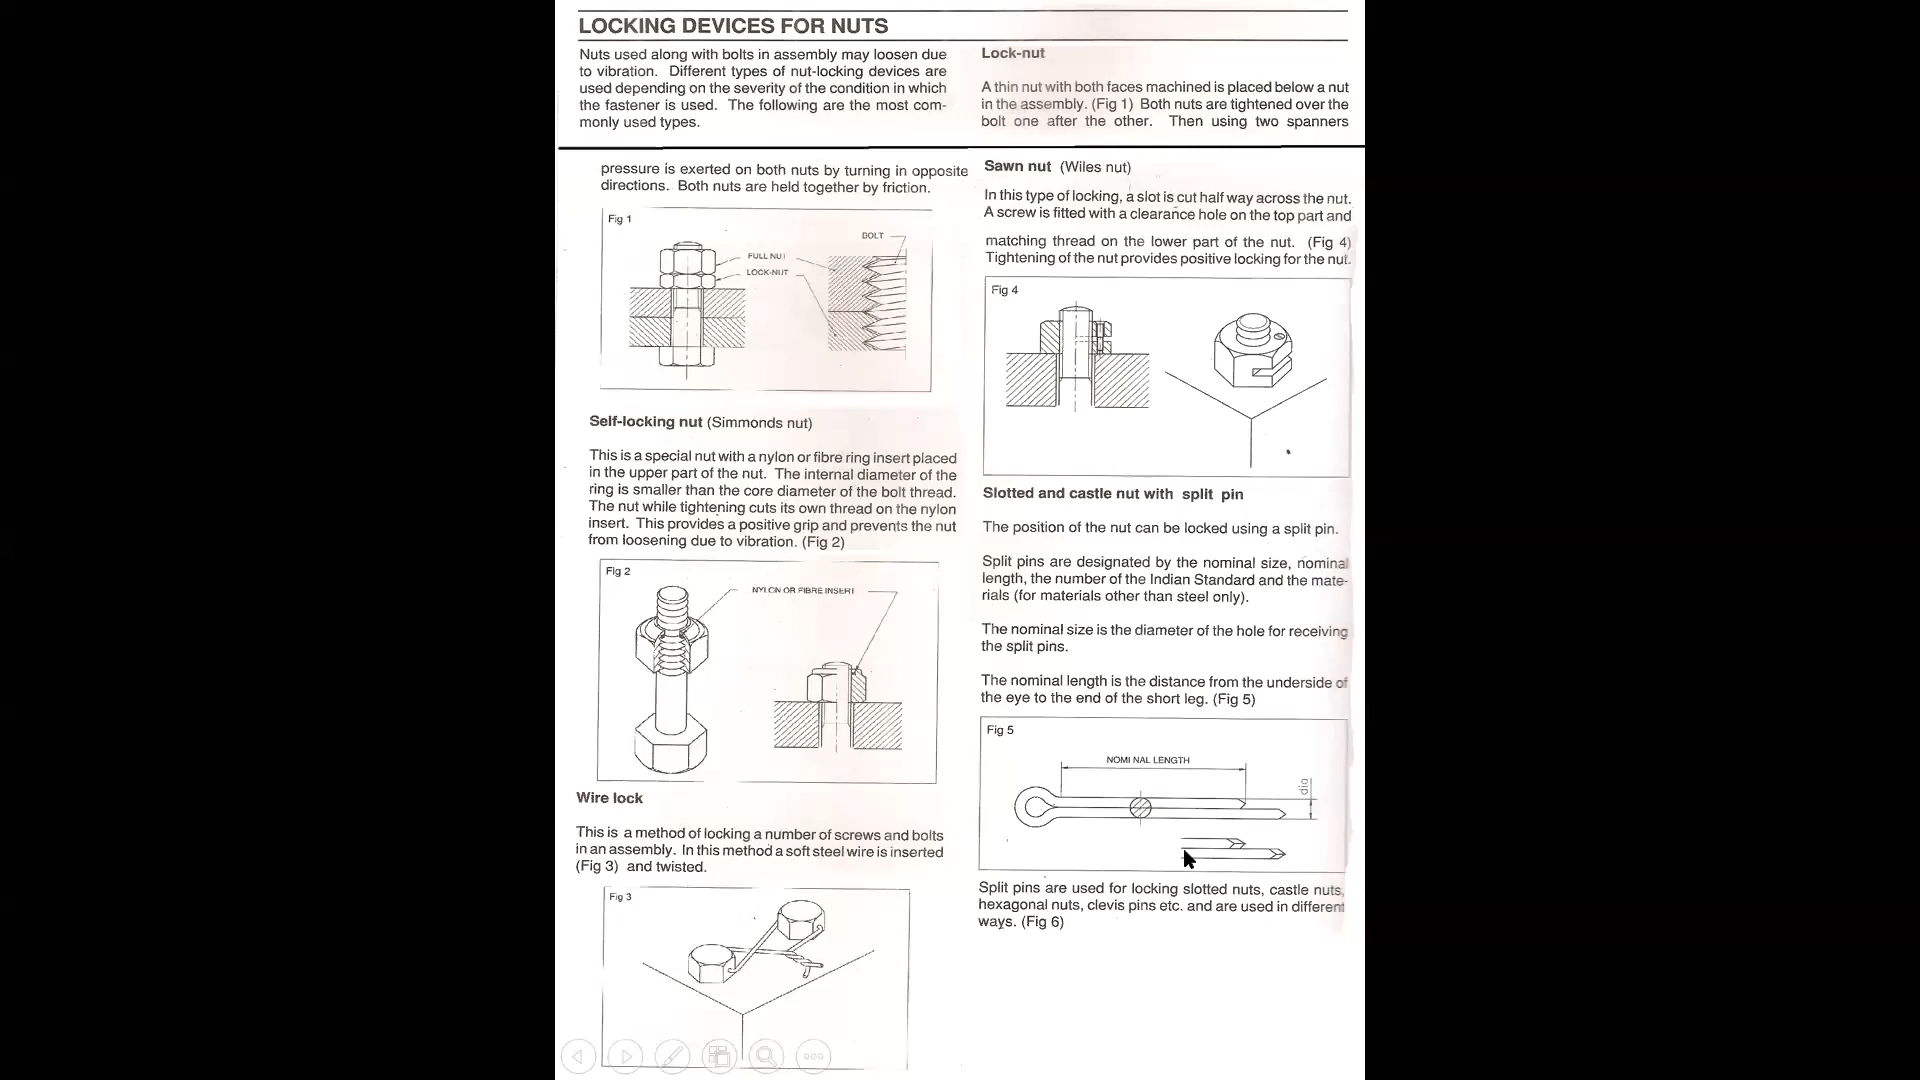 LOCKING DEVICES FOR NUTS
Nuts used along with bolts in assembly may loosen due
to vibration. Different types of nut-locking devices are
used depending on the severity of the condition in which
the fastener is used. The following are the most com-
monly used types.
Lock-nut
A thin nut with both faces machined is placed below a nut
in the assembly. (Fig 1) Both nuts are tightened over the
bolt one after the other. Then using two spanners
pressure is exerted on both nuts by turning in opposite
directions. Both nuts are held together by friction.
Fig 1
BOLT
FULL NUT
LOCK-NUT
Self-locking nut (Simmonds nut)
This is a special nut with a nylon or fibre ring insert placed
in the upper part of the nut. The internal diameter of the
ring is smaller than the core diameter of the bolt thread.
The nut while tightening cuts its own thread on the nylon
insert. This provides a positive grip and prevents the nut
from loosening due to vibration. (Fig 2)
Fig 2
NYLON OR FIBRE INSERT
Wire lock
This is a method of locking a number of screws and bolts
in an assembly. In this method a soft steel wire is inserted
(Fig 3) and twisted.
Fig 3
Sawn nut (Wiles nut)
In this type of locking, a slot is cut half way across the nut.
A screw is fitted with a clearance hole on the top part and
matching thread on the lower part of the nut. (Fig 4)
Tightening of the nut provides positive locking for the nut.
Fig 4
Slotted and castle nut with split pin
The position of the nut can be locked using a split pin.
Split pins are designated by the nominal size, nominal
length, the number of the Indian Standard and the mate-
rials (for materials other than steel only).
The nominal size is the diameter of the hole for receiving
the split pins.
The nominal length is the distance from the underside of
the eye to the end of the short leg. (Fig 5)
Fig 5
NOMI NAL LENGTH
dia
Split pins are used for locking slotted nuts, castle nuts,
hexagonal nuts, clevis pins etc. and are used in different
ways. (Fig 6)